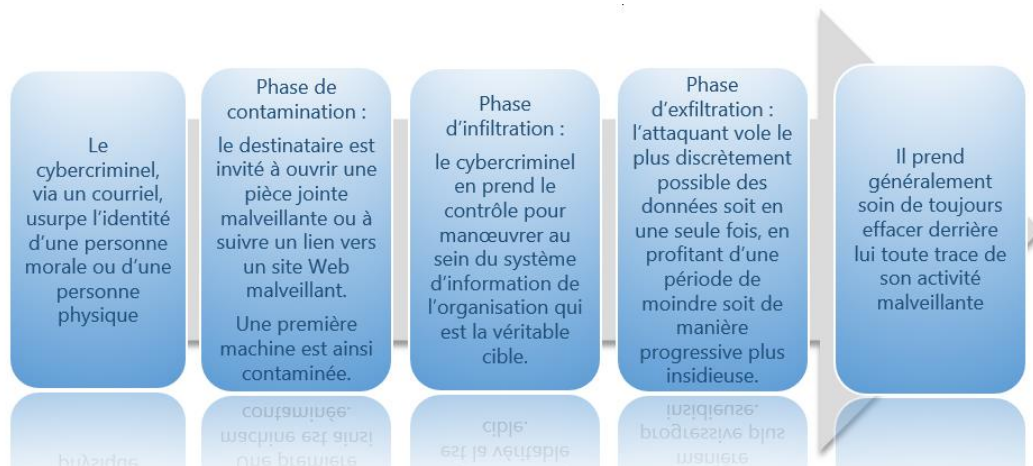 Le
cybercriminel,
via un courriel,
usurpe l'identité
d'une personne
morale ou d'une
personne
physique
Phase de
contamination :
le destinataire est
invité à ouvrir une
pièce jointe
malveillante ou à
suivre un lien vers
un site Web
malveillant.
Une première
machine est ainsi
contaminée.
Phase
d'infiltration :
le cybercriminel
en prend le
contrôle pour
manœuvrer au
sein du système
d'information de
l'organisation qui
est la véritable
cible.
Phase
d'exfiltration :
l'attaquant vole le
plus discrètement
possible des
données soit en
une seule fois, en
profitant d'une
période de
moindre soit de
manière
progressive plus
insidieuse.
Il prend
généralement
soin de toujours
effacer derrière
lui toute trace de
son activité
malveillante